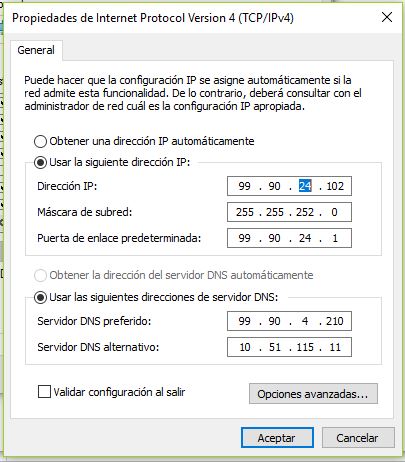 Propiedades de Internet Protocol Version 4 (TCP/IPv4)
General
Puede hacer que la configuración IP se asigne automáticamente si la
red admite esta funcionalidad. De lo contrario, deberá consultar con el
administrador de red cuál es la configuración IP apropiada.
Obtener una dirección IP automáticamente
Usar la siguiente dirección IP:
Dirección IP: 99 . 90 . 24 . 102
Máscara de subred: 255 . 255 . 252 . 0
Puerta de enlace predeterminada: 99 . 90 . 24 . 1
Obtener la dirección del servidor DNS automáticamente
Usar las siguientes direcciones de servidor DNS:
Servidor DNS preferido: 99 . 90 . 4 . 210
Servidor DNS alternativo: 10 . 51 . 115 . 11
Validar configuración al salir
Opciones avanzadas...
Aceptar
Cancelar